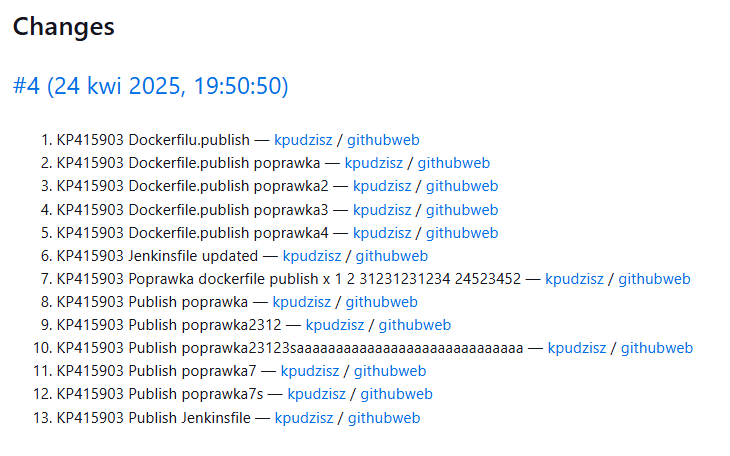 Changes
#4 (24 kwi 2025, 19:50:50)
1. KP415903 Dockerfilu.publish — kpudzisz / githubweb
2. KP415903 Dockerfile.publish poprawka — kpudzisz / githubweb
3. KP415903 Dockerfile.publish poprawka2 — kpudzisz / githubweb
4. KP415903 Dockerfile.publish poprawka3 — kpudzisz / githubweb
5. KP415903 Dockerfile.publish poprawka4 — kpudzisz / githubweb
6. KP415903 Jenkinsfile updated — kpudzisz / githubweb
7. KP415903 Poprawka dockerfile publish x 1 2 31231231234 24523452 — kpudzisz / githubweb
8. KP415903 Publish poprawka — kpudzisz / githubweb
9. KP415903 Publish poprawka2312 — kpudzisz / githubweb
10. KP415903 Publish poprawka23123saaaaaaaaaaaaaaaaaaaaaaaaaaaaa — kpudzisz / githubweb
11. KP415903 Publish poprawka7 — kpudzisz / githubweb
12. KP415903 Publish poprawka7s — kpudzisz / githubweb
13. KP415903 Publish Jenkinsfile — kpudzisz / githubweb